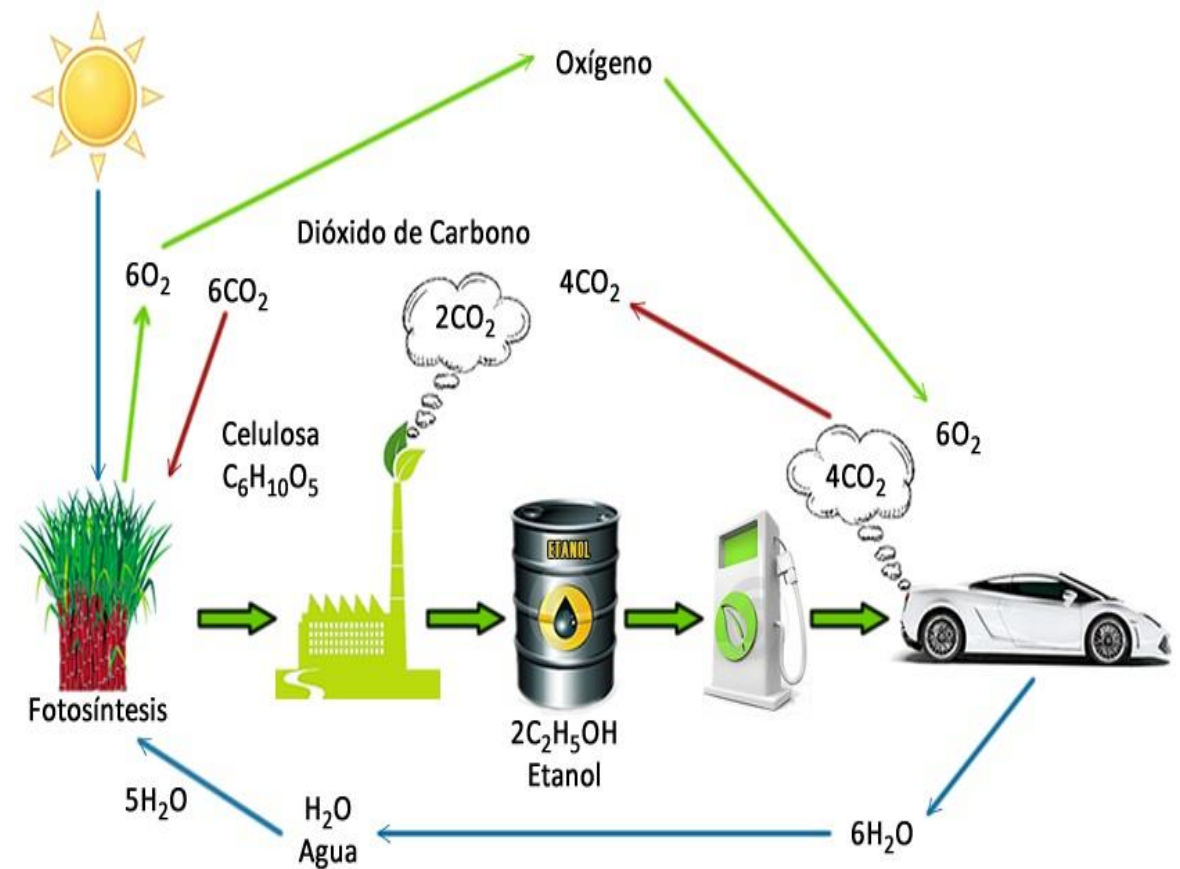 Oxígeno
Dióxido de Carbono
6O₂
6CO₂
2CO₂
4CO₂
6O₂
4CO₂
Celulosa
C₆H₁₀O₅
ETANOL
Fotosíntesis
2C₂H₅OH
Etanol
5H₂O
H₂O
Agua
6H₂O